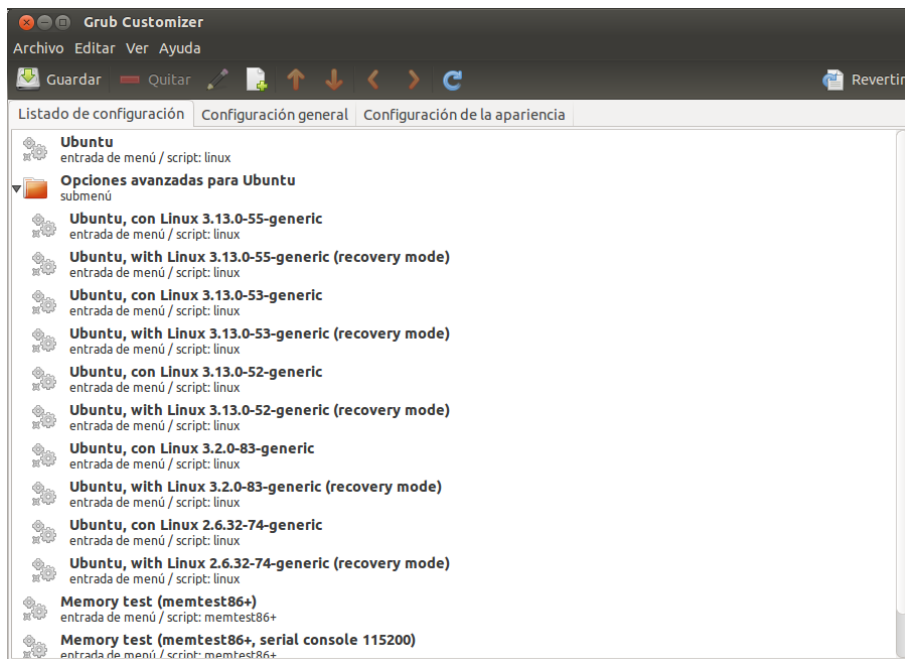 Grub Customizer
Archivo Editar Ver Ayuda
Guardar Quitar Revertir
Listado de configuración Configuración general Configuración de la apariencia
Ubuntu
entrada de menú / script: linux
Opciones avanzadas para Ubuntu
submenú
Ubuntu, con Linux 3.13.0-55-generic
entrada de menú / script: linux
Ubuntu, with Linux 3.13.0-55-generic (recovery mode)
entrada de menú / script: linux
Ubuntu, con Linux 3.13.0-53-generic
entrada de menú / script: linux
Ubuntu, with Linux 3.13.0-53-generic (recovery mode)
entrada de menú / script: linux
Ubuntu, con Linux 3.13.0-52-generic
entrada de menú / script: linux
Ubuntu, with Linux 3.13.0-52-generic (recovery mode)
entrada de menú / script: linux
Ubuntu, con Linux 3.2.0-83-generic
entrada de menú / script: linux
Ubuntu, with Linux 3.2.0-83-generic (recovery mode)
entrada de menú / script: linux
Ubuntu, con Linux 2.6.32-74-generic
entrada de menú / script: linux
Ubuntu, with Linux 2.6.32-74-generic (recovery mode)
entrada de menú / script: linux
Memory test (memtest86+)
entrada de menú / script: memtest86+
Memory test (memtest86+, serial console 115200)
entrada de menú / script: memtest86+